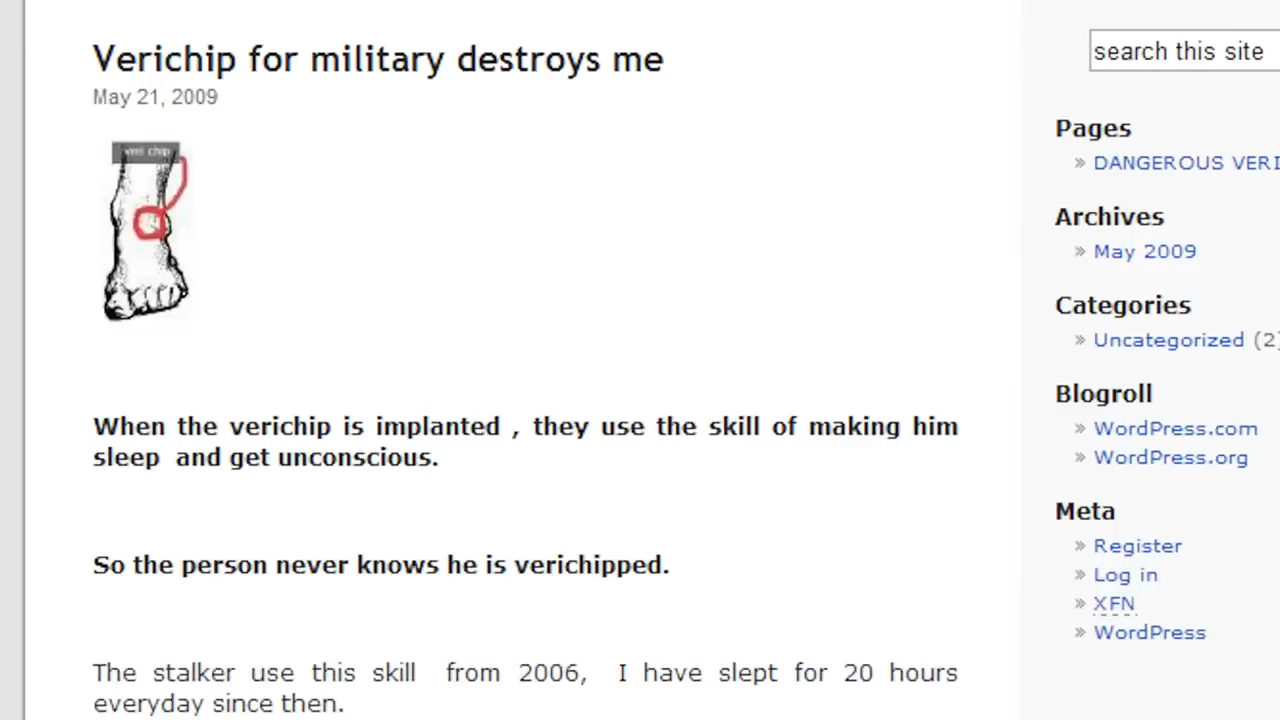 Verichip for military destroys me
May 21, 2009
veri chip
When the verichip is implanted , they use the skill of making him
sleep and get unconscious.
So the person never knows he is verichipped.
The stalker use this skill from 2006, I have slept for 20 hours
everyday since then.
search this site
Pages
» DANGEROUS VERI
Archives
» May 2009
Categories
» Uncategorized (2)
Blogroll
» WordPress.com
» WordPress.org
Meta
» Register
» Log in
» XFN
» WordPress